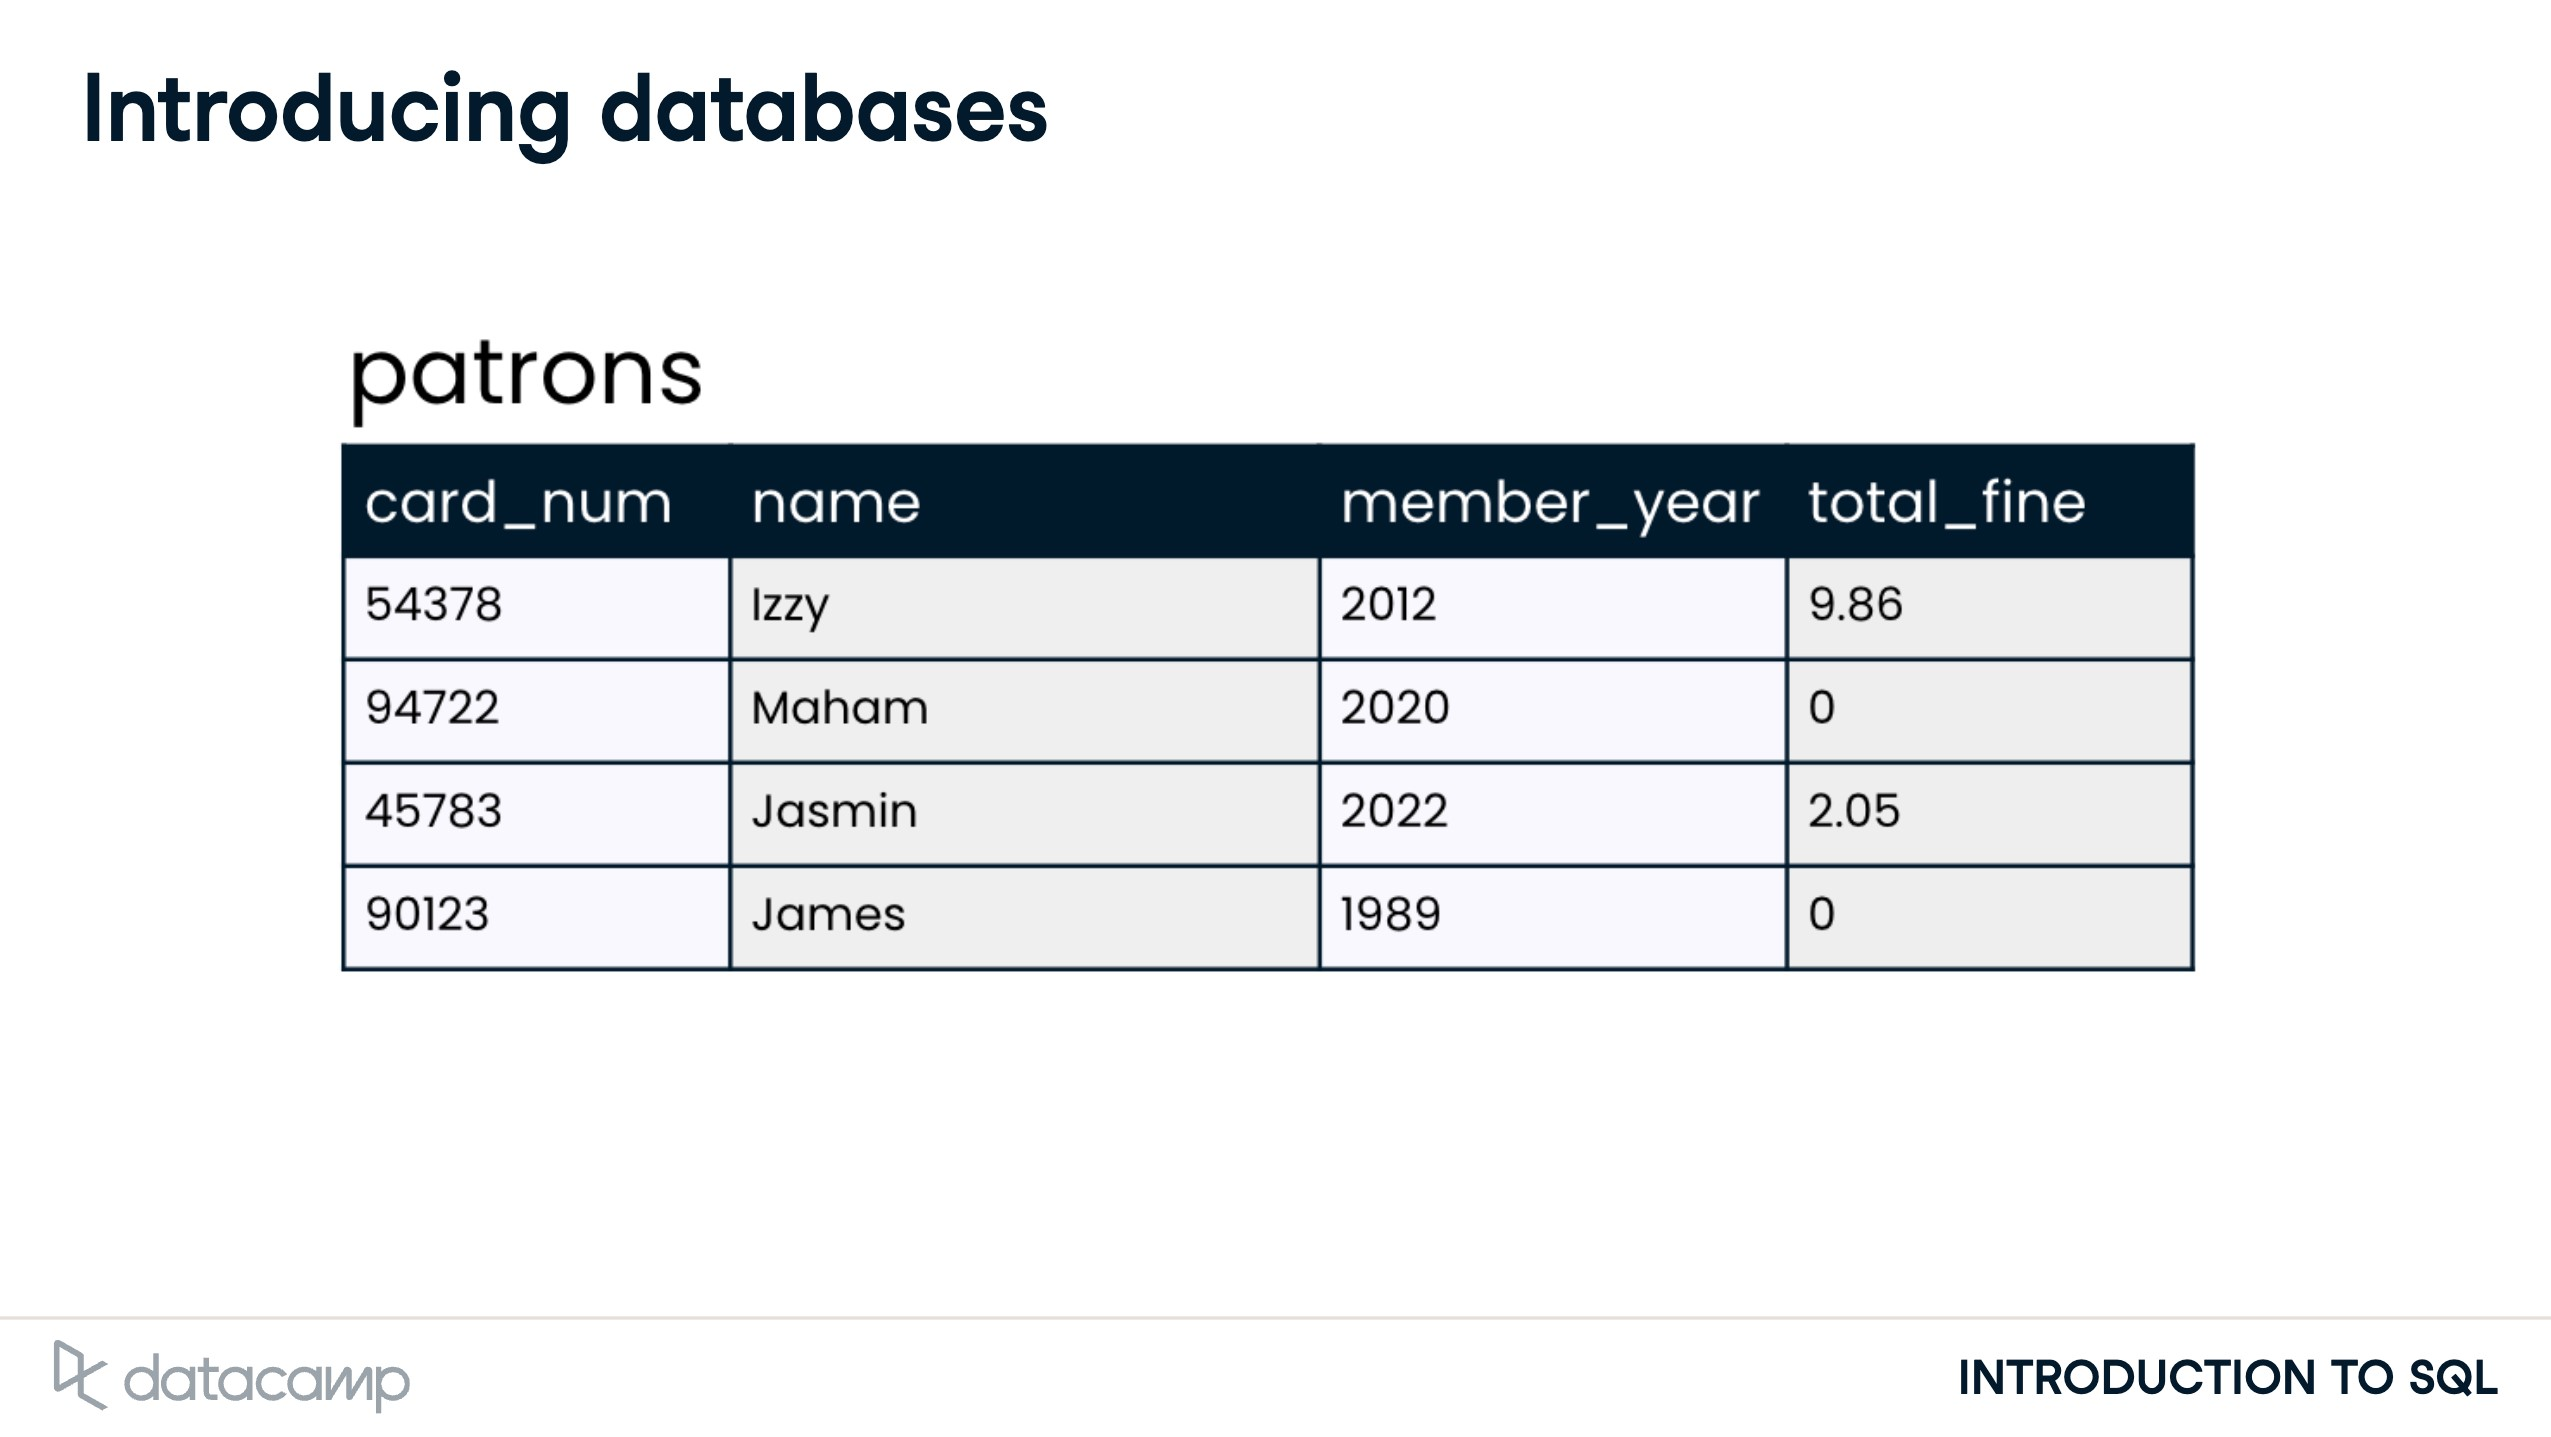 Introducing databases
patrons
card_num name member_year total_fine
54378 Izzy 2012 9.86
94722 Maham 2020 0
45783 Jasmin 2022 2.05
90123 James 1989 0
datacamp INTRODUCTION TO SQL